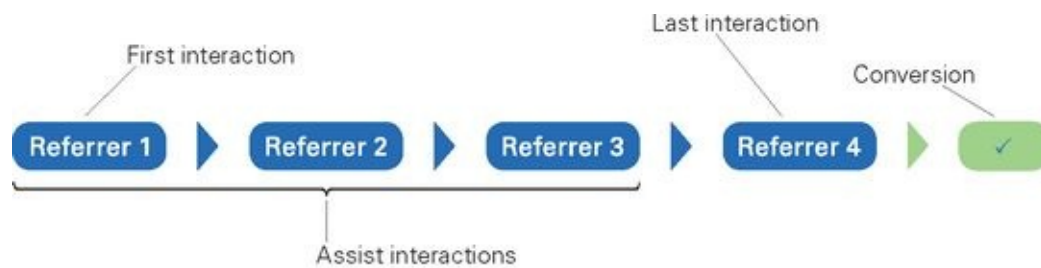 Last interaction
First interaction
Conversion
Referrer 1
Referrer 2
Referrer 3
Referrer 4
✓
Assist interactions